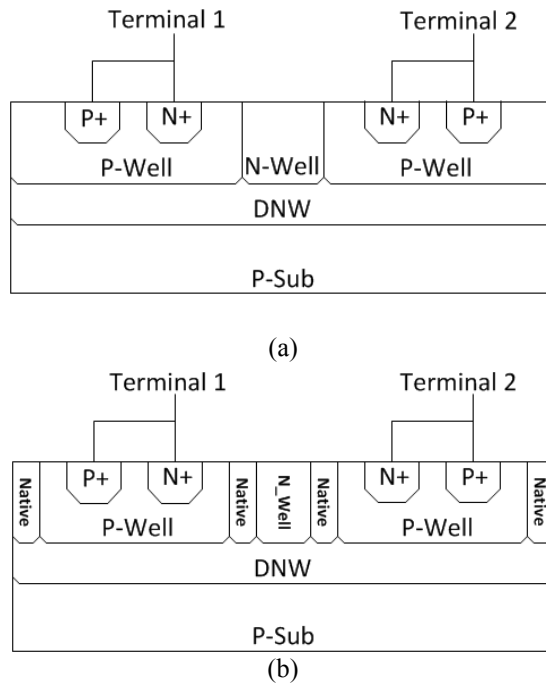 Terminal 1 Terminal 2
P+ N+ N+ P+
P-Well N-Well P-Well
DNW
P-Sub
(a)
Terminal 1 Terminal 2
P+ N+ N+ P+
Native Native N_Well Native Native
P-Well P-Well
DNW
P-Sub
(b)